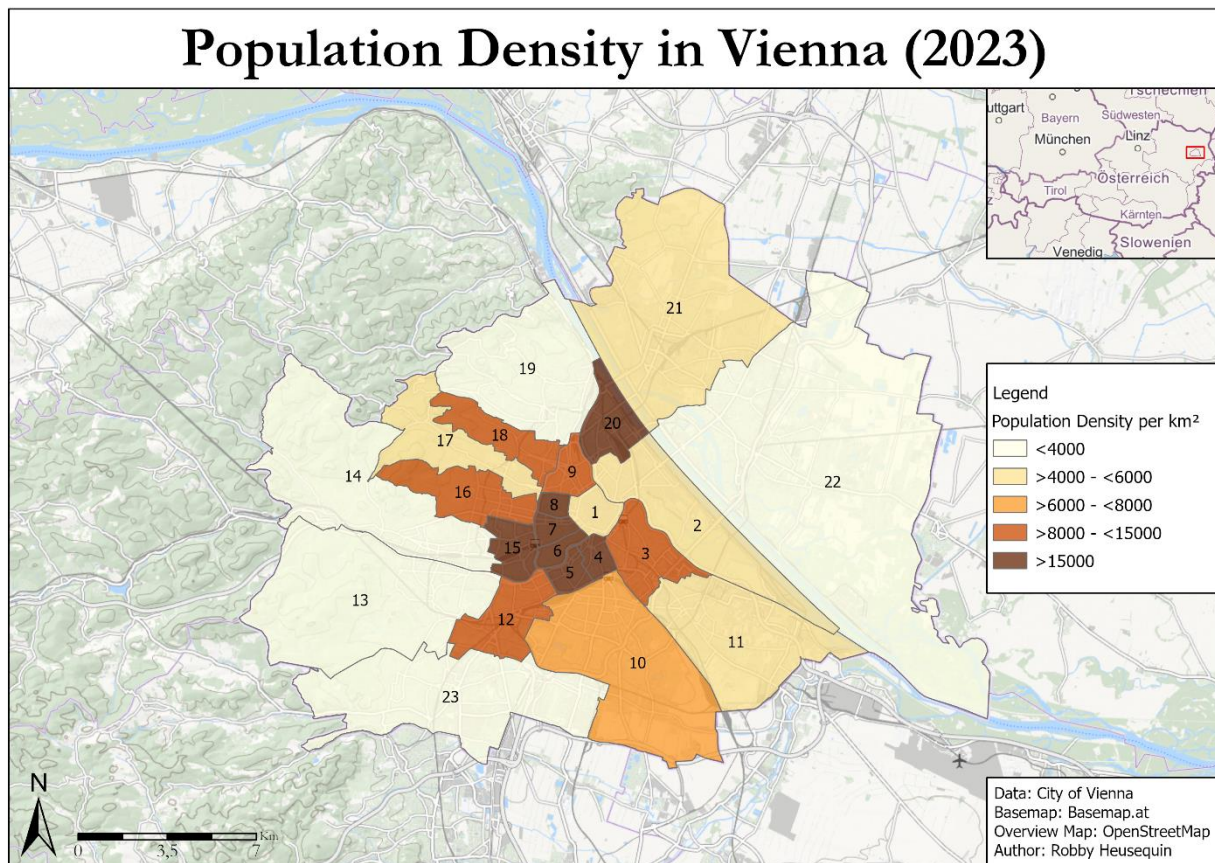 Population Density in Vienna (2023)
Tschechien
uttgart
Bayern
Südwesten
München
Linz
Österreich
Tirol
Kärnten
Slowenien
Venedig
21
19
20
18
17
9
14
16
22
8
1
2
7
15
6
4
3
5
13
12
11
10
23
Legend
Population Density per km²
<4000
>4000 - <6000
>6000 - <8000
>8000 - <15000
>15000
N
Km
0 3,5 7
Data: City of Vienna
Basemap: Basemap.at
Overview Map: OpenStreetMap
Author: Robby Heusequin